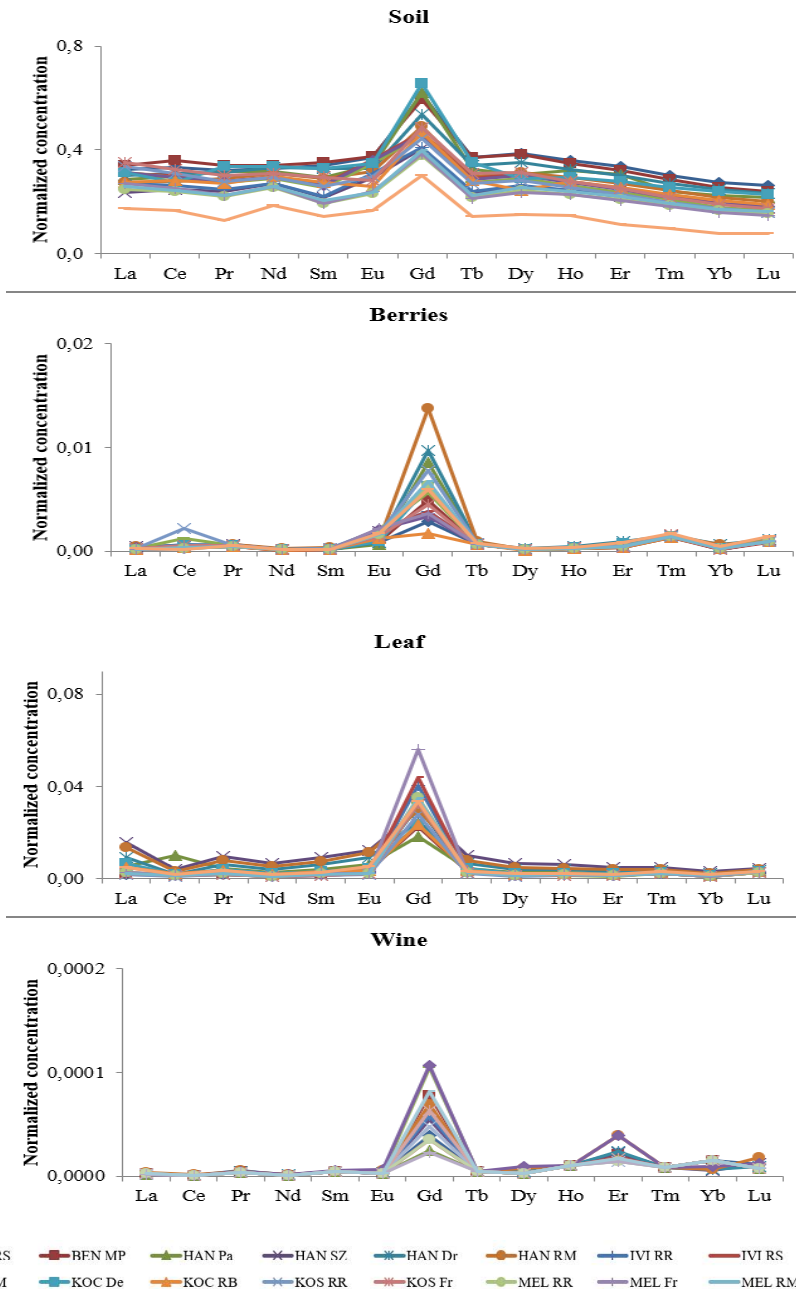 Soil
Normalized concentration
0,8
0,4
0,0
La Ce Pr Nd Sm Eu Gd Tb Dy Ho Er Tm Yb Lu
Berries
Normalized concentration
0,02
0,01
0,00
La Ce Pr Nd Sm Eu Gd Tb Dy Ho Er Tm Yb Lu
Leaf
Normalized concentration
0,08
0,04
0,00
La Ce Pr Nd Sm Eu Gd Tb Dy Ho Er Tm Yb Lu
Wine
Normalized concentration
0,0002
0,0001
0,0000
La Ce Pr Nd Sm Eu Gd Tb Dy Ho Er Tm Yb Lu
RS BEN MP HAN Pa HAN SZ HAN Dr HAN RM IVI RR IVI RS
M KOC De KOC RB KOS RR KOS Fr MEL RR MEL Fr MEL RM